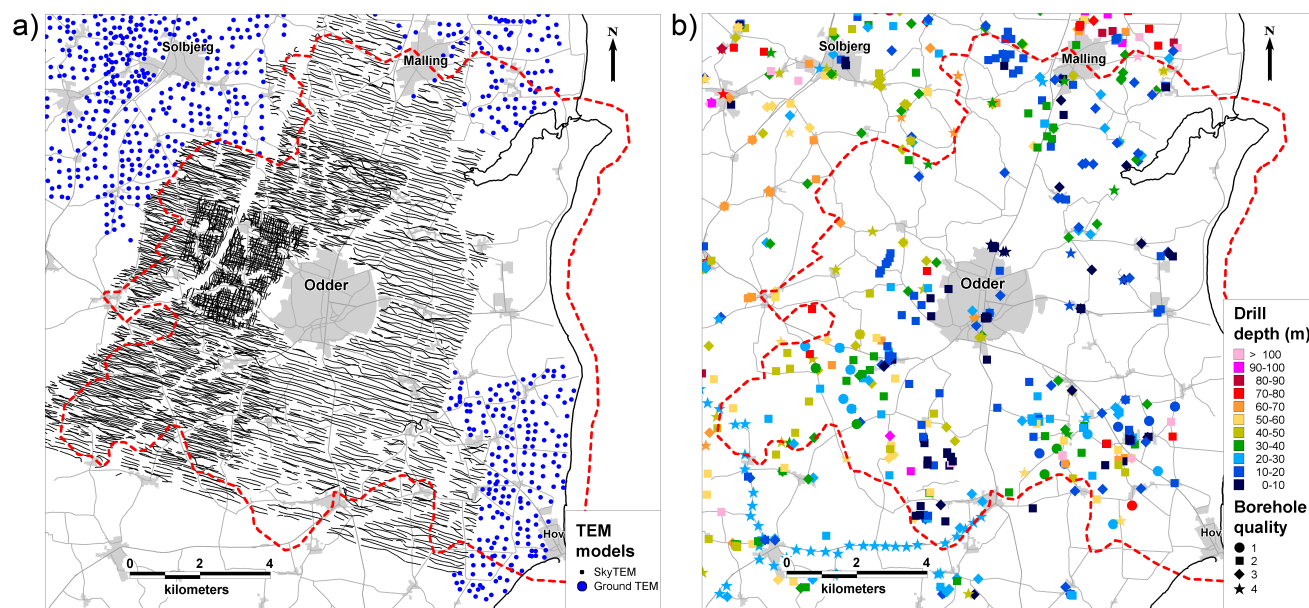 a)
Solbjerg
Malling
N
Odder
Hov
0 2 4
kilometers
TEM
models
SkyTEM
Ground TEM
b)
Solbjerg
Malling
N
Odder
Hov
0 2 4
kilometers
Drill
depth (m)
> 100
90-100
80-90
70-80
60-70
50-60
40-50
30-40
20-30
10-20
0-10
Borehole
quality
1
2
3
4